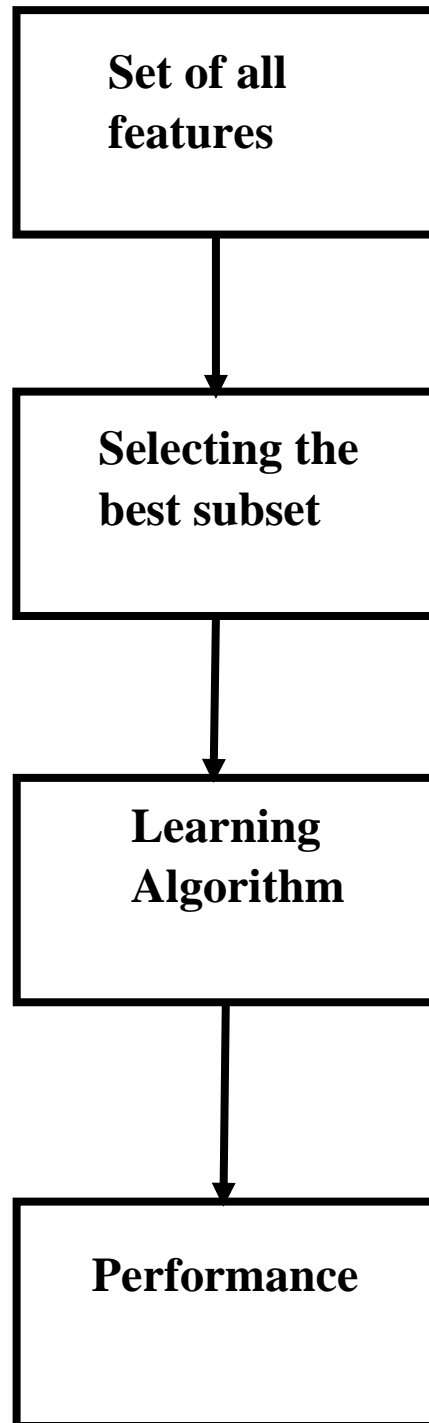 Set of all
features
Selecting the
best subset
Learning
Algorithm
Performance